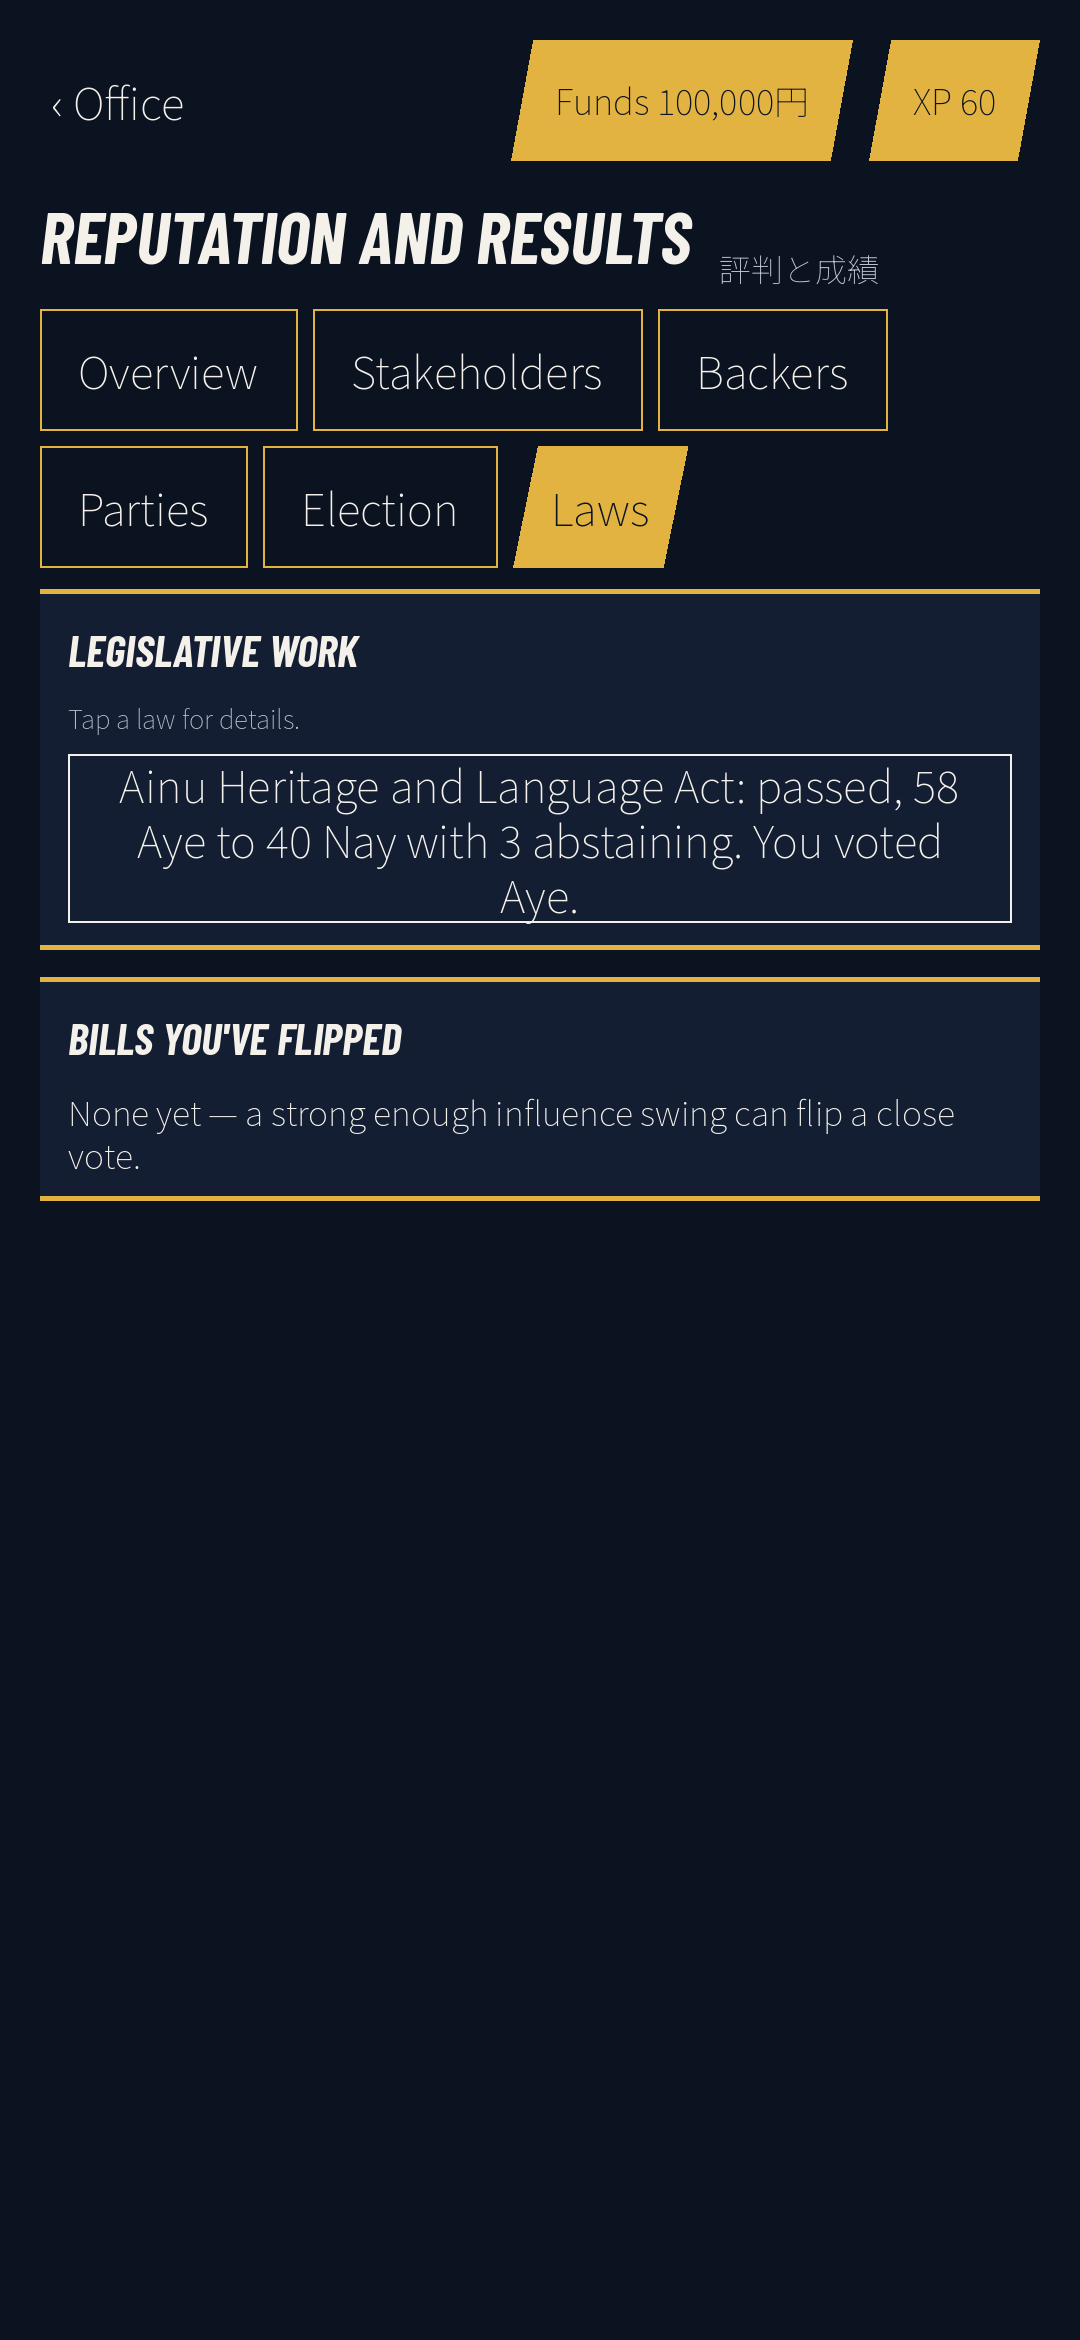 ‹ Office
Funds 100,000円
XP 60
REPUTATION AND RESULTS
評判と成績
Overview
Stakeholders
Backers
Parties
Election
Laws
LEGISLATIVE WORK
Tap a law for details.
Ainu Heritage and Language Act: passed, 58
Aye to 40 Nay with 3 abstaining. You voted
Aye.
BILLS YOU'VE FLIPPED
None yet — a strong enough influence swing can flip a close
vote.